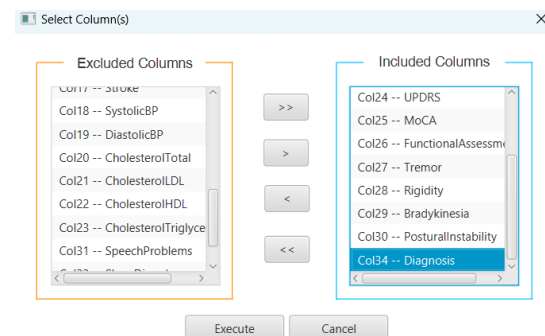 Select Column(s)
Excluded Columns
Col17 -- Stroke
Col18 -- SystolicBP
Col19 -- DiastolicBP
Col20 -- CholesterolTotal
Col21 -- CholesterolLDL
Col22 -- CholesterolHDL
Col23 -- CholesterolTriglyce
Col31 -- SpeechProblems
>>
>
<
<<
Included Columns
Col24 -- UPDRS
Col25 -- MoCA
Col26 -- FunctionalAssessme
Col27 -- Tremor
Col28 -- Rigidity
Col29 -- Bradykinesia
Col30 -- PosturalInstability
Col34 -- Diagnosis
Execute
Cancel